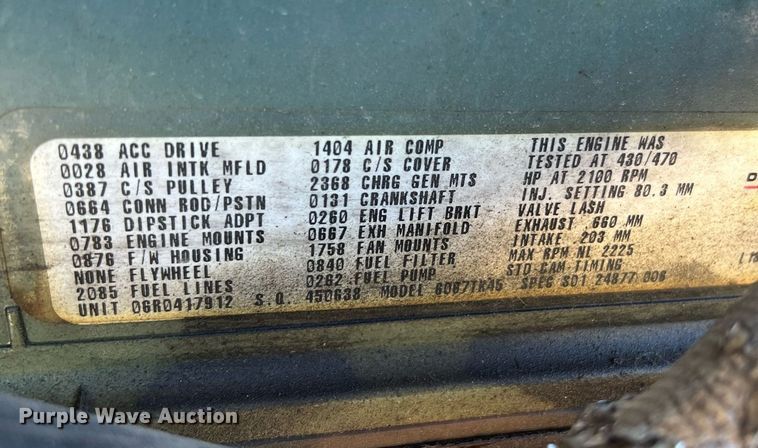 0438 ACC DRIVE
0028 AIR INTK MFLD
0387 C/S PULLEY
0664 CONN ROD/PSTN
1176 DIPSTICK ADPT
0783 ENGINE MOUNTS
0876 F/W HOUSING
NONE FLYWHEEL
2085 FUEL LINES
1404 AIR COMP
0178 C/S COVER
2368 CHRG GEN MTS
0131 CRANKSHAFT
0260 ENG LIFT BRKT
0667 EXH MANIFOLD
1758 FAN MOUNTS
0840 FUEL FILTER
0262 FUEL PUMP
THIS ENGINE WAS
TESTED AT 430/470
HP AT 2100 RPM
INJ. SETTING 80.3 MM
VALVE LASH
EXHAUST .660 MM
INTAKE .203 MM
MAX RPM NL 2225
STD CAM TIMING
UNIT 06R0417912 S.O. 450638 MODEL 6067TK45 SPEC S01 24877 006
Purple Wave Auction